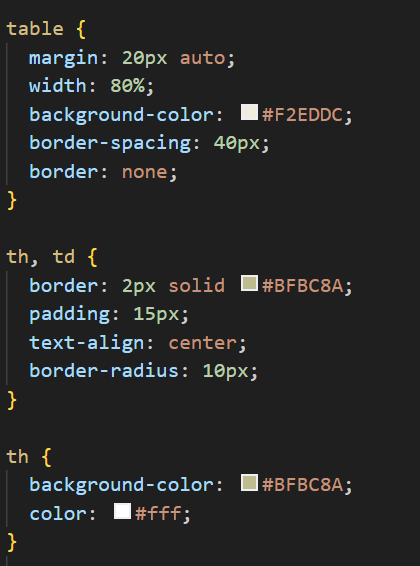 table {
margin: 20px auto;
width: 80%;
background-color: #F2EDDC;
border-spacing: 40px;
border: none;
}
th, td {
border: 2px solid #BFBC8A;
padding: 15px;
text-align: center;
border-radius: 10px;
}
th {
background-color: #BFBC8A;
color: #fff;
}